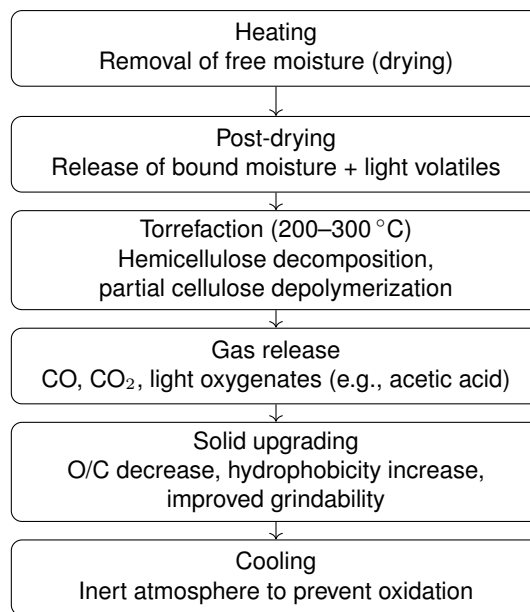 Heating
Removal of free moisture (drying)
Post-drying
Release of bound moisture + light volatiles
Torrefaction (200–300 °C)
Hemicellulose decomposition,
partial cellulose depolymerization
Gas release
CO, CO₂, light oxygenates (e.g., acetic acid)
Solid upgrading
O/C decrease, hydrophobicity increase,
improved grindability
Cooling
Inert atmosphere to prevent oxidation